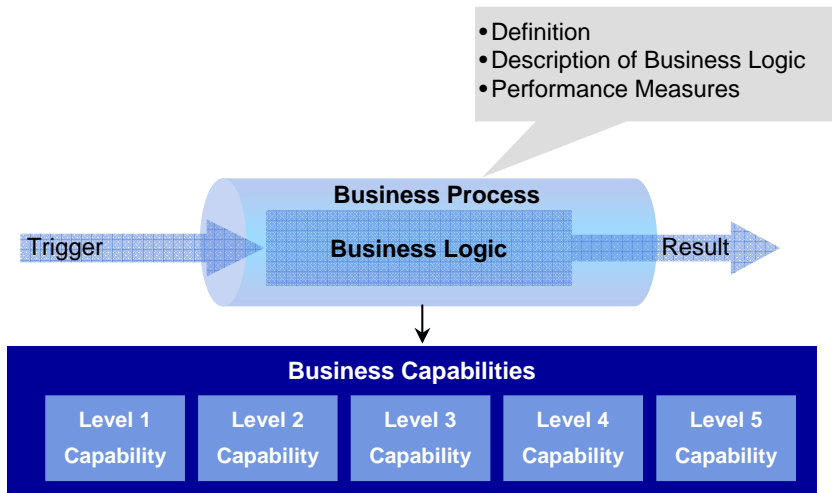 •Definition
•Description of Business Logic
•Performance Measures
Business Process
Trigger
Business Logic
Result
Business Capabilities
Level 1
Capability
Level 2
Capability
Level 3
Capability
Level 4
Capability
Level 5
Capability